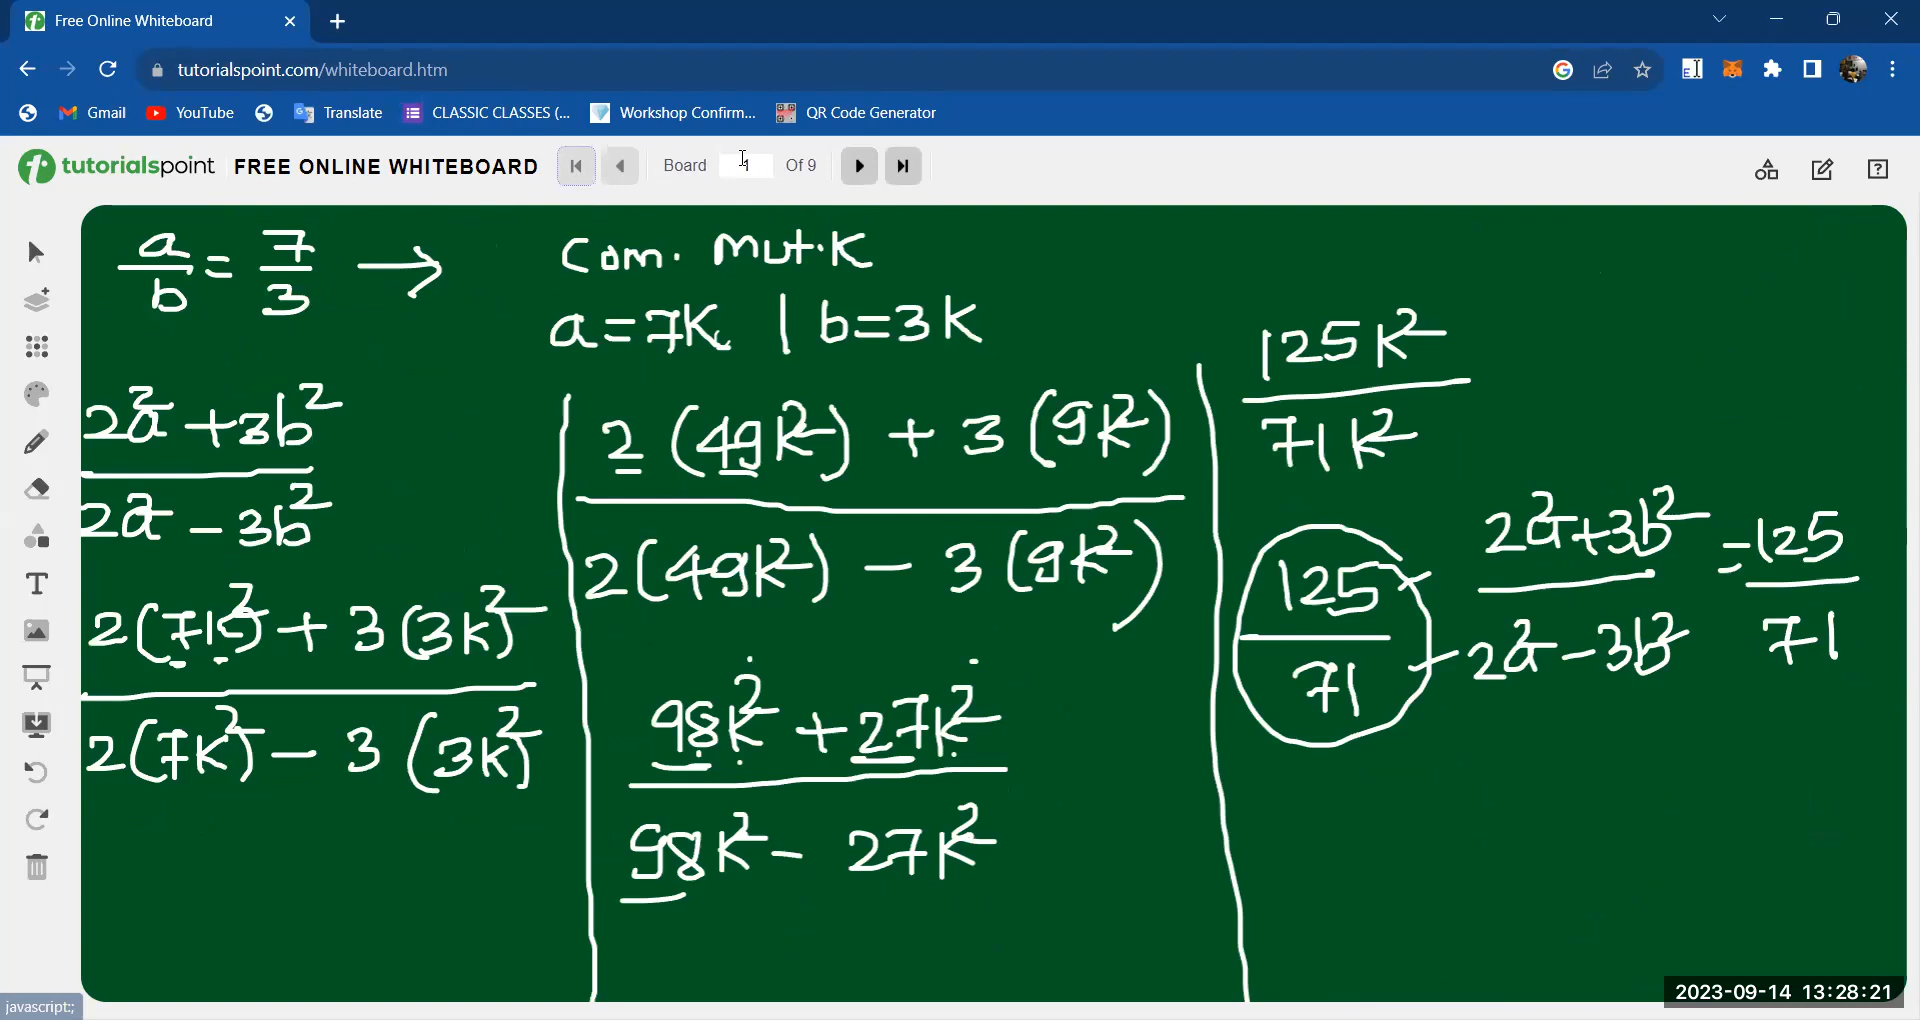 Free Online Whiteboard
tutorialspoint.com/whiteboard.htm
Gmail YouTube Translate CLASSIC CLASSES (... Workshop Confirm... QR Code Generator
tutorialspoint FREE ONLINE WHITEBOARD Board 1 Of 9
a/b = 7/3 →
Com. Mut. K
a = 7K | b = 3K
2a² + 3b²
2a² - 3b²
2(7K)² + 3(3K)²
2(7K)² - 3(3K)²
2(49K²) + 3(9K²)
2(49K²) - 3(9K²)
98K² + 27K²
98K² - 27K²
125K²
71K²
125
71
2a²+3b² = 125
2a²-3b² 71
javascript:;
2023-09-14 13:28:21